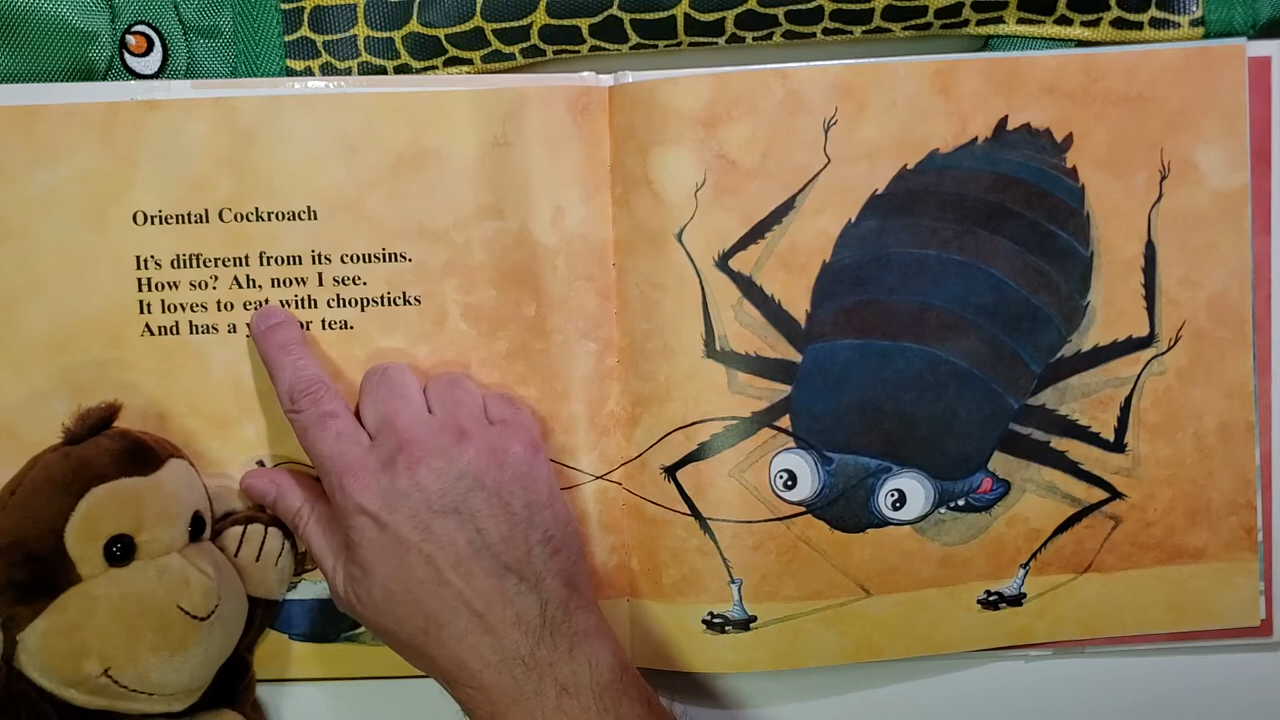 Oriental Cockroach
It's different from its cousins.
How so? Ah, now I see.
It loves to eat with chopsticks
And has a or tea.